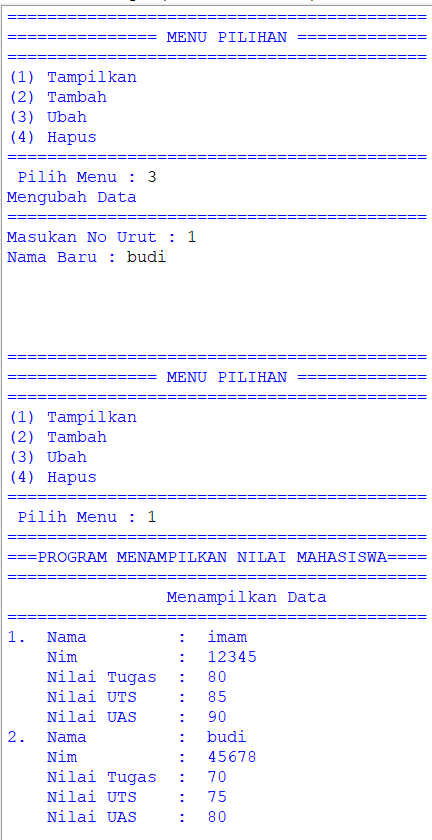 ==========================================
=============== MENU PILIHAN =============
==========================================
(1) Tampilkan
(2) Tambah
(3) Ubah
(4) Hapus
==========================================
Pilih Menu : 3
Mengubah Data
==========================================
Masukan No Urut : 1
Nama Baru : budi
==========================================
=============== MENU PILIHAN =============
==========================================
(1) Tampilkan
(2) Tambah
(3) Ubah
(4) Hapus
==========================================
Pilih Menu : 1
==========================================
===PROGRAM MENAMPILKAN NILAI MAHASISWA====
==========================================
Menampilkan Data
==========================================
1. Nama : imam
Nim : 12345
Nilai Tugas : 80
Nilai UTS : 85
Nilai UAS : 90
2. Nama : budi
Nim : 45678
Nilai Tugas : 70
Nilai UTS : 75
Nilai UAS : 80